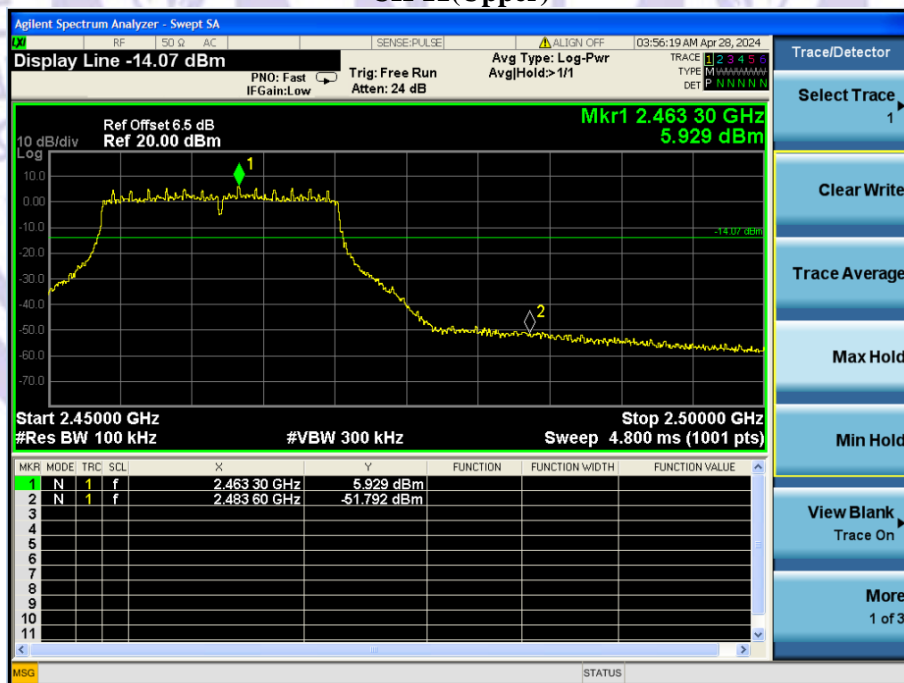 CH 11(Upper)
Agilent Spectrum Analyzer - Swept SA
LXI RF 50 Ω AC SENSE:PULSE ALIGN OFF 03:56:19 AM Apr 28, 2024
Display Line -14.07 dBm
PNO: Fast
IFGain:Low
Trig: Free Run
Atten: 24 dB
Avg Type: Log-Pwr
Avg|Hold:>1/1
TRACE 1 2 3 4 5 6
TYPE M WWWWW
DET P N N N N N
Mkr1 2.463 30 GHz
5.929 dBm
Ref Offset 6.5 dB
10 dB/div Ref 20.00 dBm
Log
10.0
0.00
-10.0
-20.0
-30.0
-40.0
-50.0
-60.0
-70.0
1
-14.07 dBm
2
Start 2.45000 GHz Stop 2.50000 GHz
#Res BW 100 kHz #VBW 300 kHz Sweep 4.800 ms (1001 pts)
MKR MODE TRC SCL X Y FUNCTION FUNCTION WIDTH FUNCTION VALUE
1 N 1 f 2.463 30 GHz 5.929 dBm
2 N 1 f 2.483 60 GHz -51.792 dBm
3
4
5
6
7
8
9
10
11
MSG STATUS
Trace/Detector
Select Trace
1
Clear Write
Trace Average
Max Hold
Min Hold
View Blank
Trace On
More
1 of 3